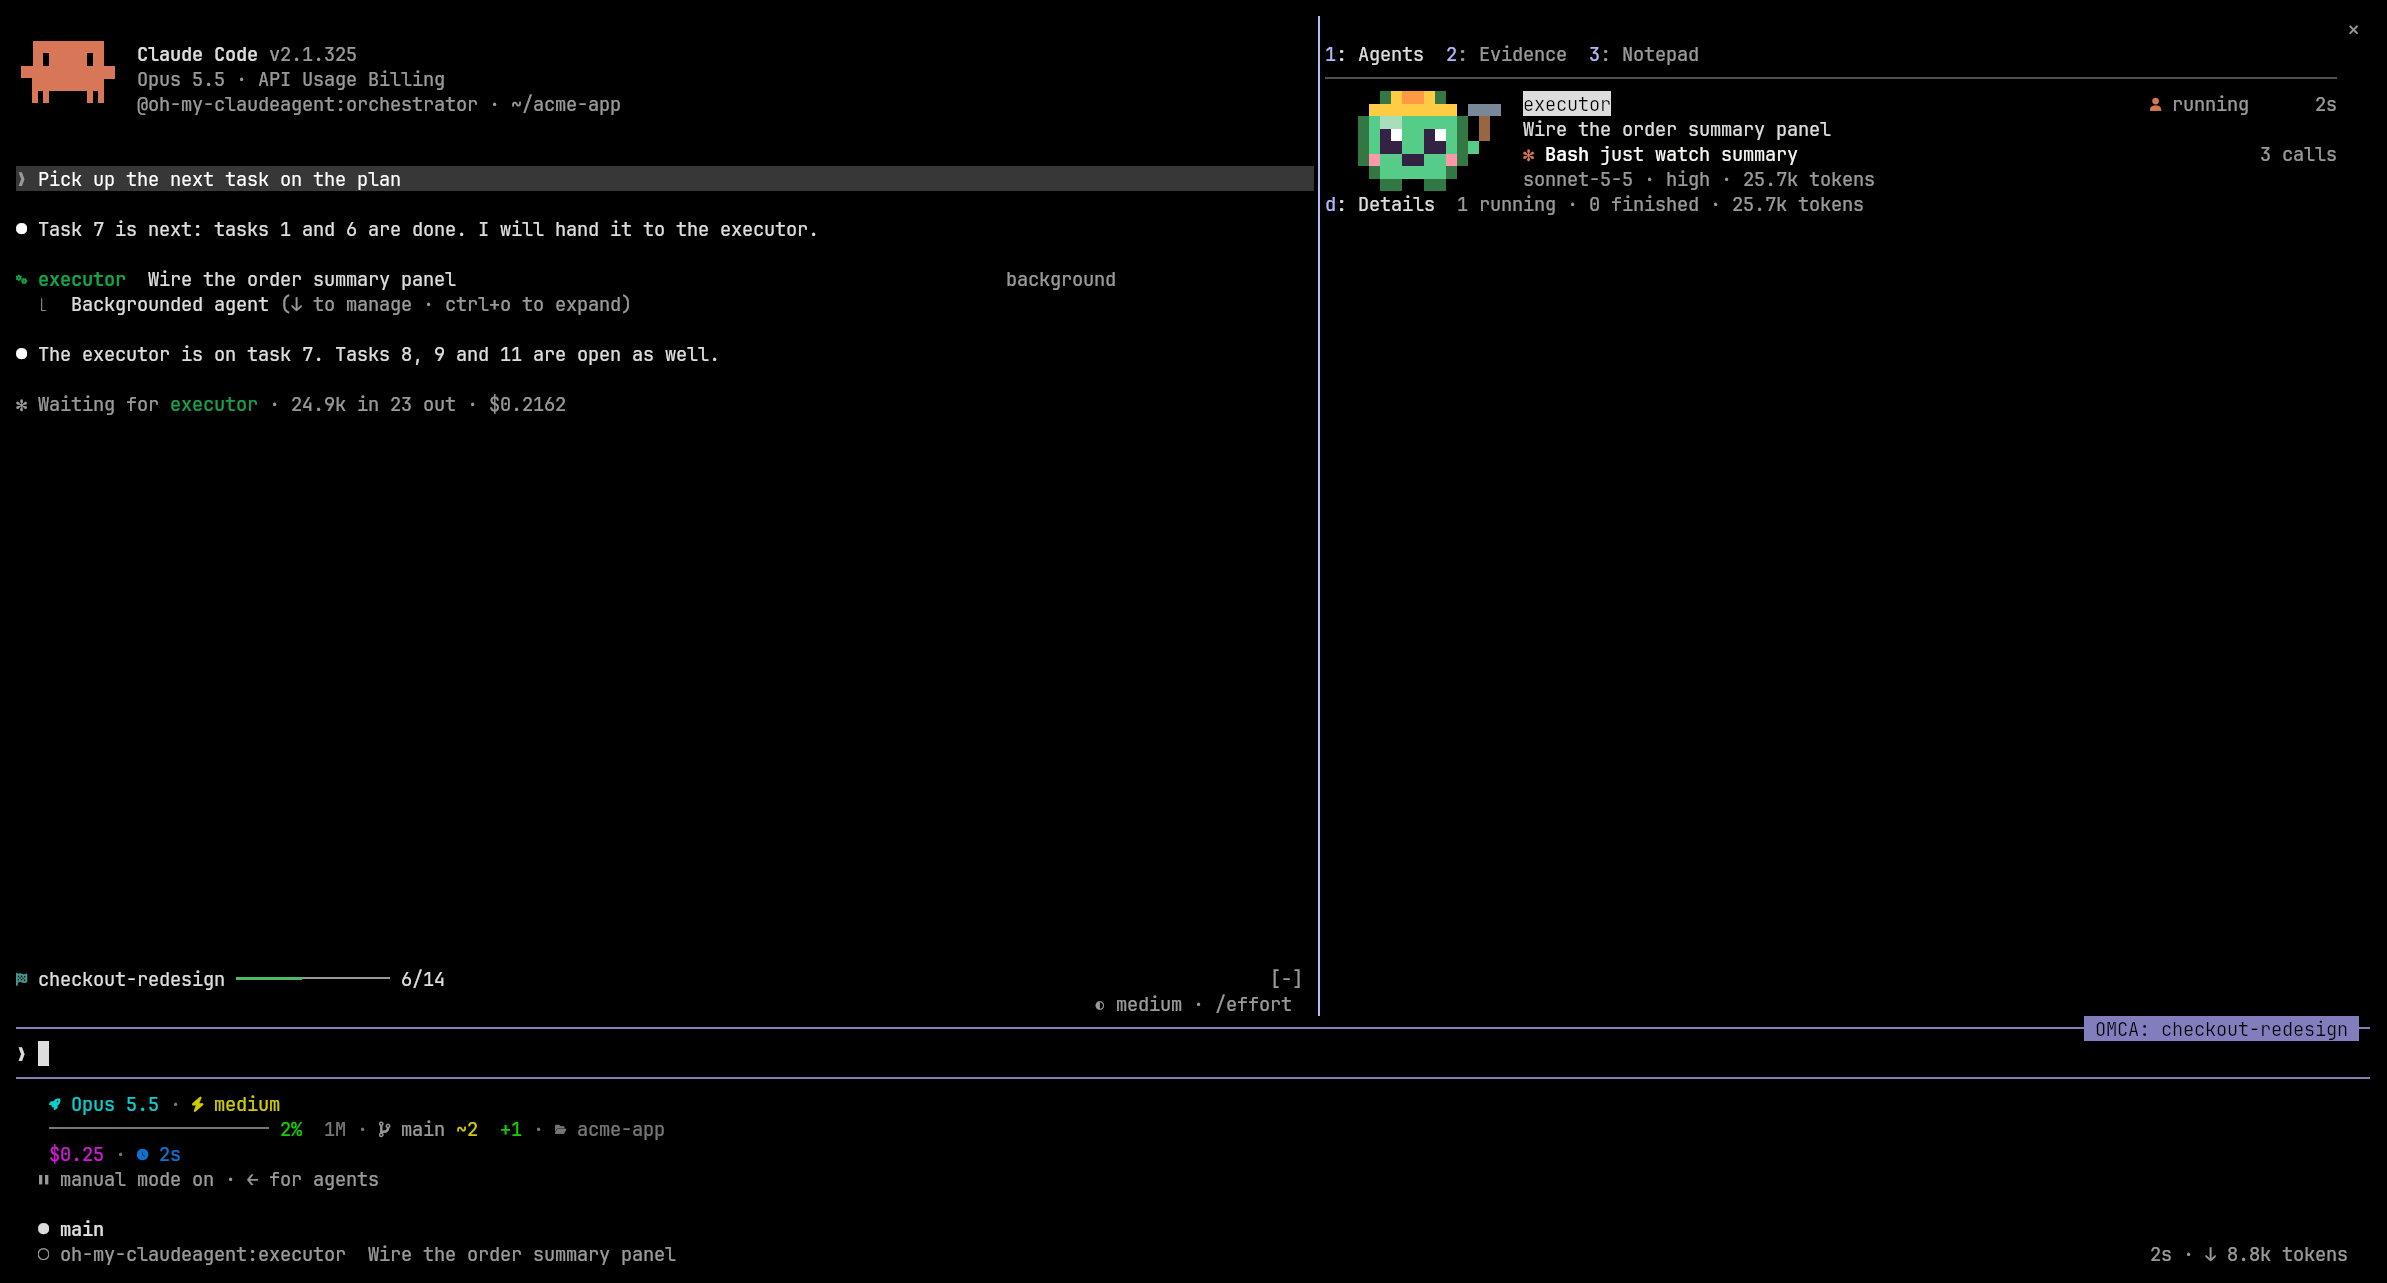 Claude Code v2.1.325
Opus 5.5 · API Usage Billing
@oh-my-claudeagent:orchestrator · ~/acme-app
❯ Pick up the next task on the plan
● Task 7 is next: tasks 1 and 6 are done. I will hand it to the executor.
executor  Wire the order summary panel  background
⎿  Backgrounded agent (↓ to manage · ctrl+o to expand)
● The executor is on task 7. Tasks 8, 9 and 11 are open as well.
✻ Waiting for executor · 24.9k in 23 out · $0.2162
checkout-redesign  6/14  [-]
◐ medium · /effort
×
1: Agents  2: Evidence  3: Notepad
executor  running  2s
Wire the order summary panel
✻ Bash just watch summary  3 calls
sonnet-5-5 · high · 25.7k tokens
d: Details  1 running · 0 finished · 25.7k tokens
OMCA: checkout-redesign
❯
Opus 5.5 · medium
2%  1M · main ~2  +1 · acme-app
$0.25 · 2s
manual mode on · ← for agents
● main
○ oh-my-claudeagent:executor  Wire the order summary panel  2s · ↓ 8.8k tokens